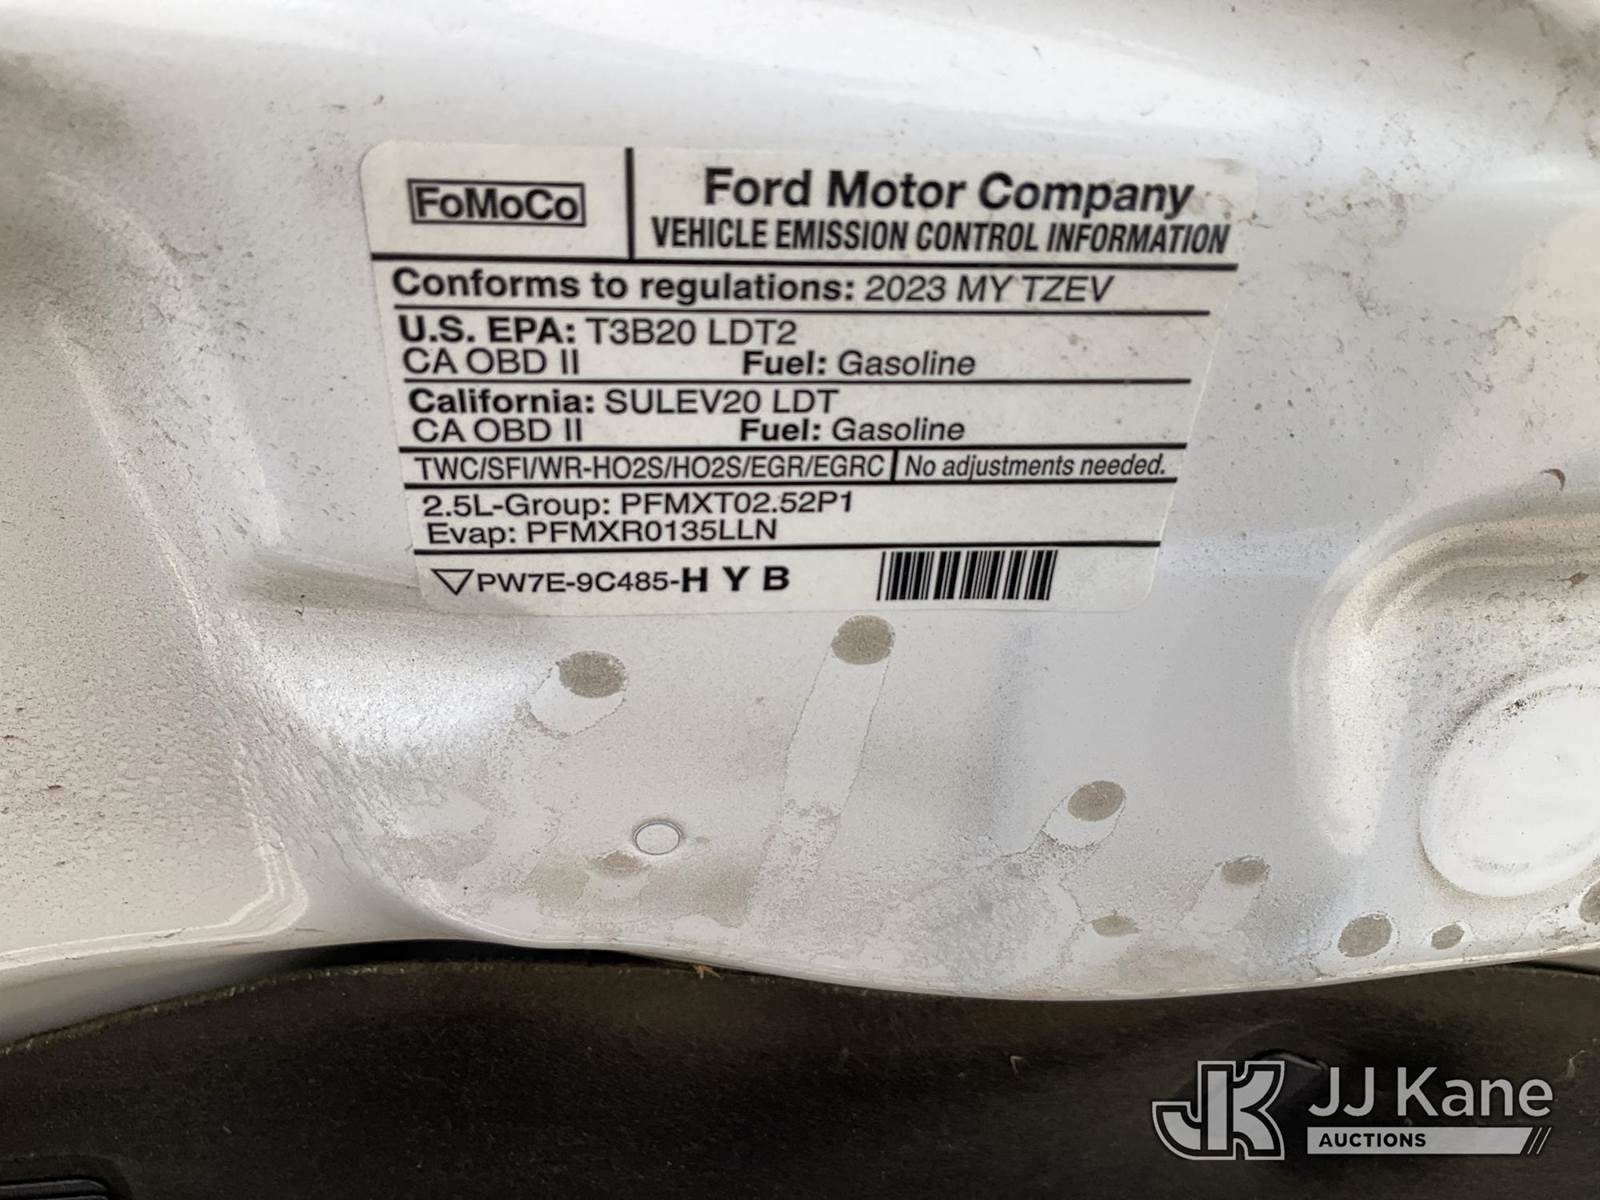 FoMoCo
Ford Motor Company
VEHICLE EMISSION CONTROL INFORMATION
Conforms to regulations: 2023 MY TZEV
U.S. EPA: T3B20 LDT2
CA OBD II Fuel: Gasoline
California: SULEV20 LDT
CA OBD II Fuel: Gasoline
TWC/SFI/WR-HO2S/HO2S/EGR/EGRC No adjustments needed.
2.5L-Group: PFMXT02.52P1
Evap: PFMXR0135LLN
PW7E-9C485-H Y B
JK JJ Kane
AUCTIONS